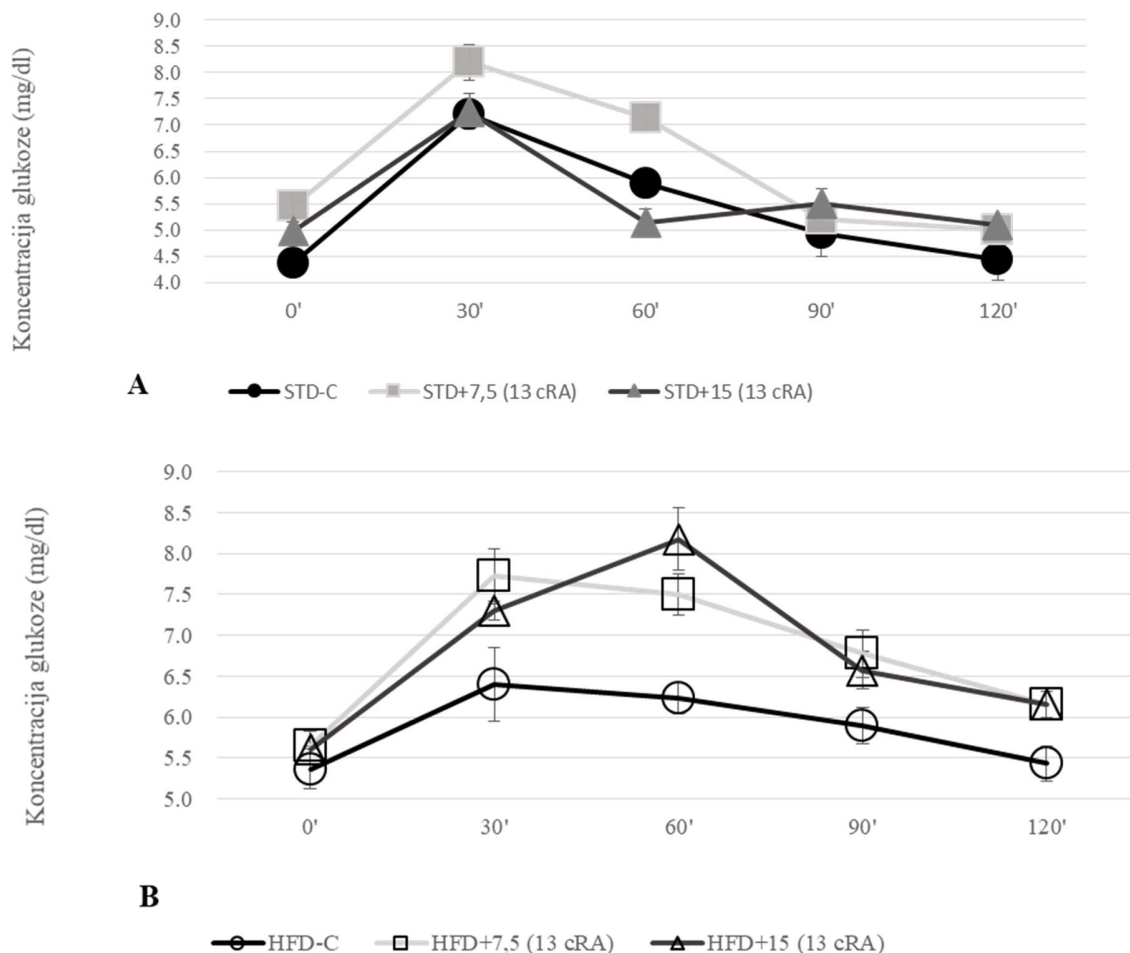 Koncentracija glukoze (mg/dl)
9.0
8.5
8.0
7.5
7.0
6.5
6.0
5.5
5.0
4.5
4.0
0' 30' 60' 90' 120'
A
STD-C STD+7,5 (13 cRA) STD+15 (13 cRA)
Koncentracija glukoze (mg/dl)
9.0
8.5
8.0
7.5
7.0
6.5
6.0
5.5
5.0
0' 30' 60' 90' 120'
B
HFD-C HFD+7,5 (13 cRA) HFD+15 (13 cRA)